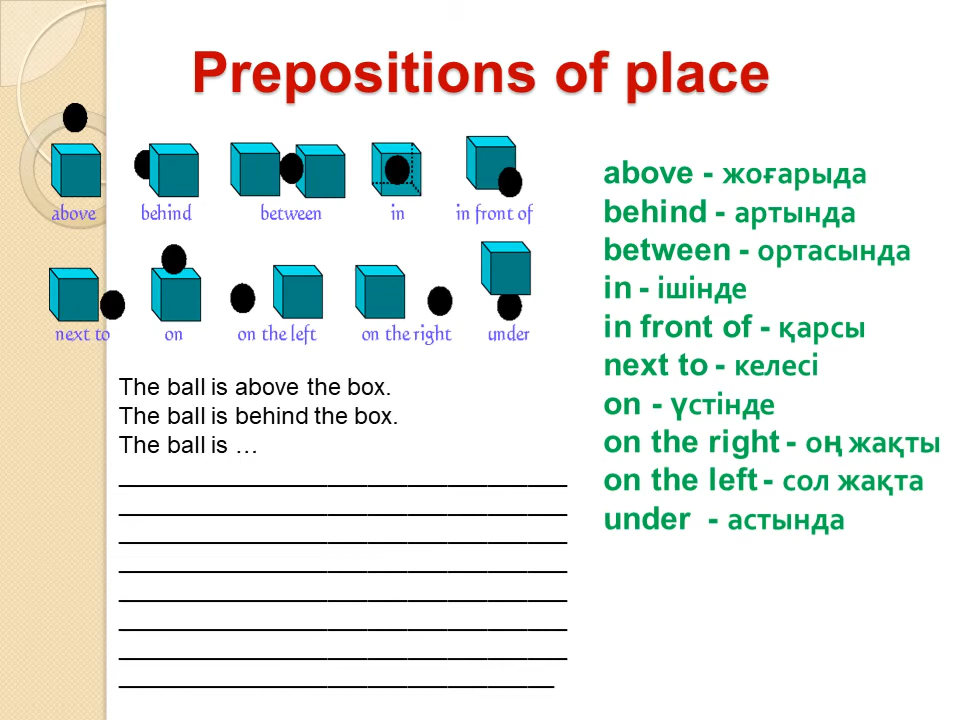 Prepositions of place
above behind between in in front of
next to on on the left on the right under
The ball is above the box.
The ball is behind the box.
The ball is …
above - жоғарыда
behind - артында
between - ортасында
in - ішінде
in front of - қарсы
next to - келесі
on - үстінде
on the right - оң жақты
on the left - сол жақта
under - астында